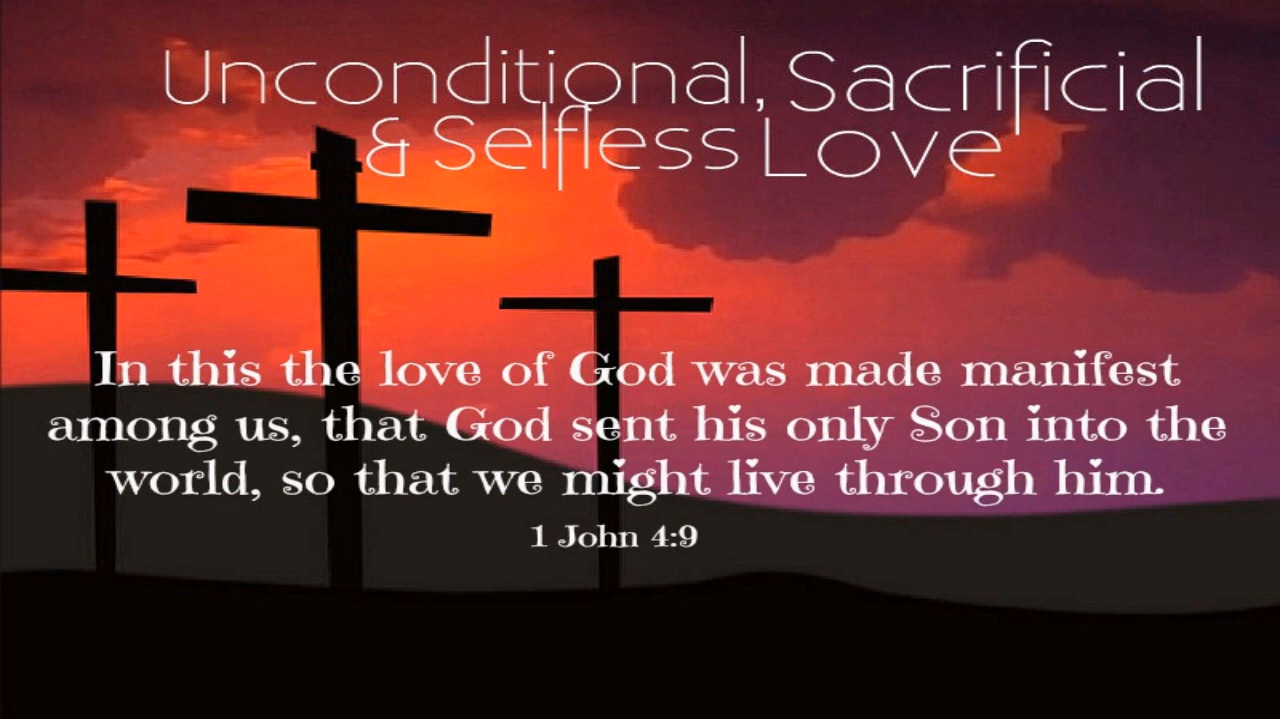 Unconditional, Sacrificial
& Selfless Love
In this the love of God was made manifest
among us, that God sent his only Son into the
world, so that we might live through him.
1 John 4:9